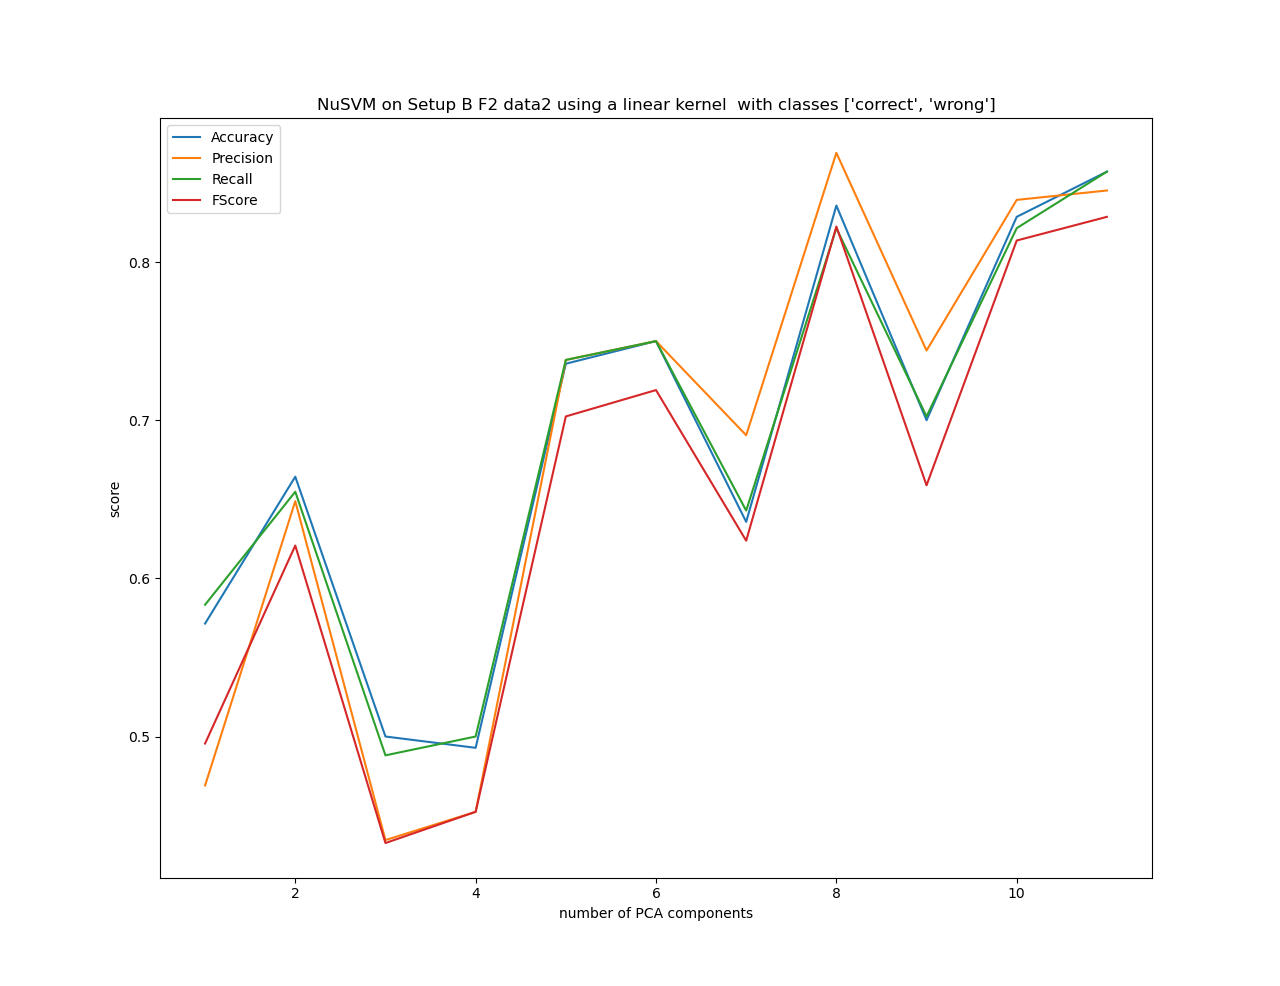 NuSVM on Setup B F2 data2 using a linear kernel  with classes ['correct', 'wrong']
Accuracy
Precision
Recall
FScore
score
0.8
0.7
0.6
0.5
2 4 6 8 10
number of PCA components